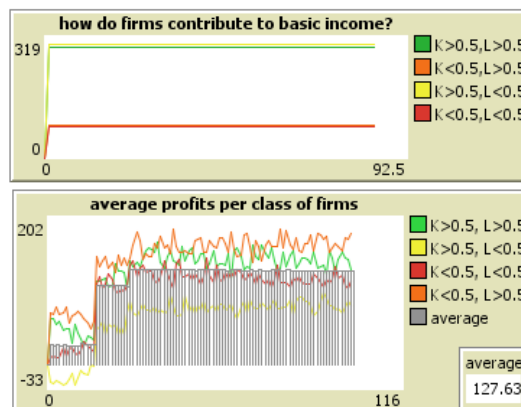 how do firms contribute to basic income?
319
0
0
92.5
K>0.5,L>0.5
K<0.5,L>0.5
K>0.5,L<0.5
K<0.5,L<0.5
average profits per class of firms
202
-33
0
116
K>0.5, L>0.5
K>0.5, L<0.5
K<0.5, L<0.5
K<0.5, L>0.5
average
average
127.63